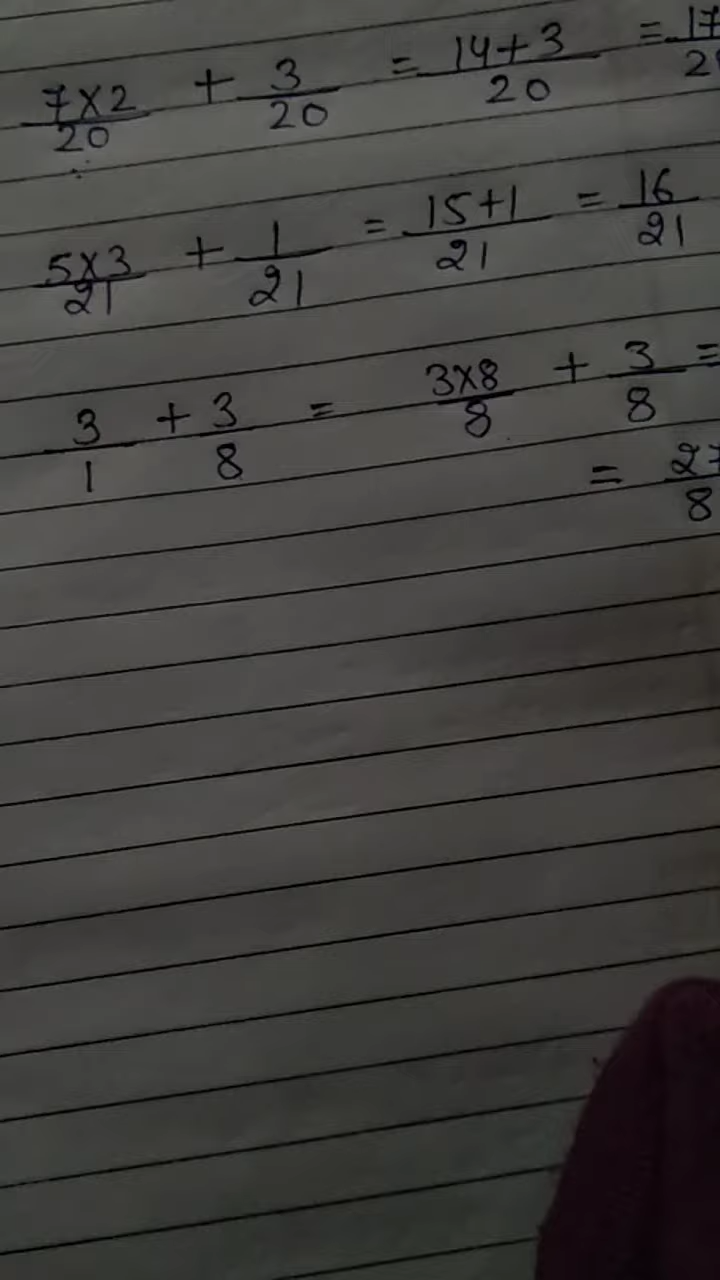 7×2/20 + 3/20 = 14+3/20 = 17/2
5×3/21 + 1/21 = 15+1/21 = 16/21
3/1 + 3/8 = 3×8/8 + 3/8 =
= 27/8